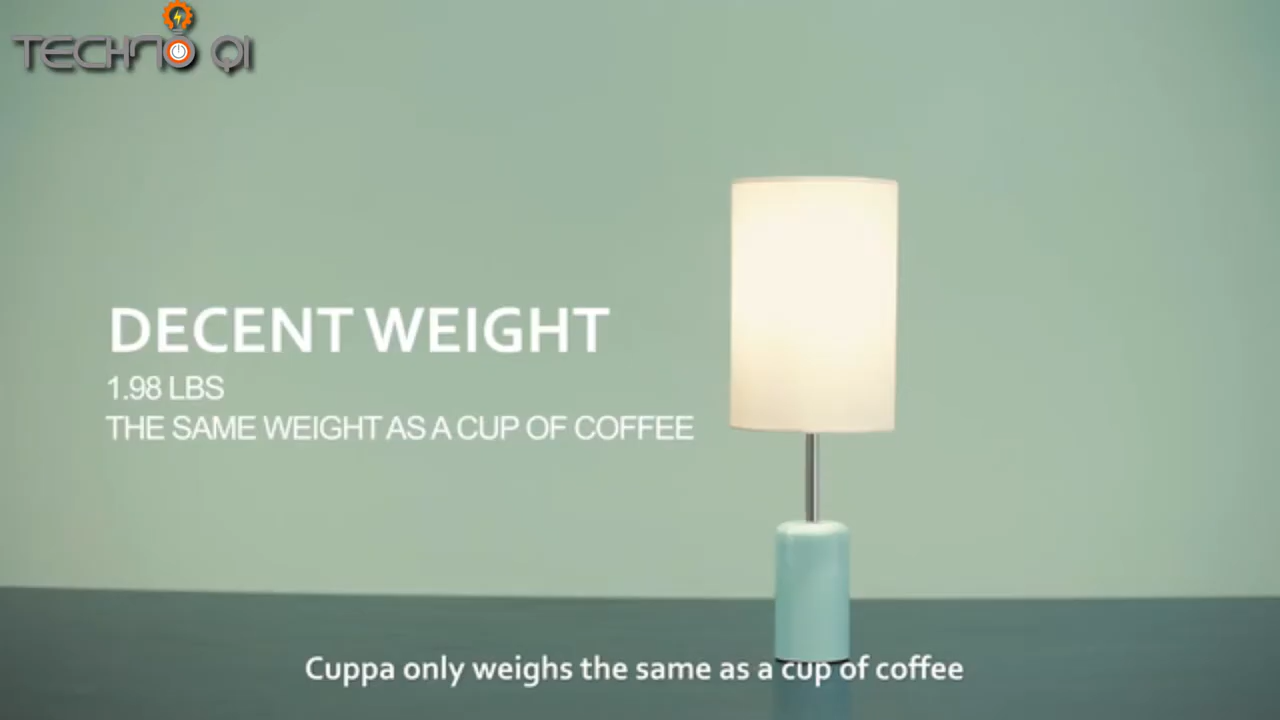 TECHNO QI
DECENT WEIGHT
1.98 LBS
THE SAME WEIGHT AS A CUP OF COFFEE
Cuppa only weighs the same as a cup of coffee